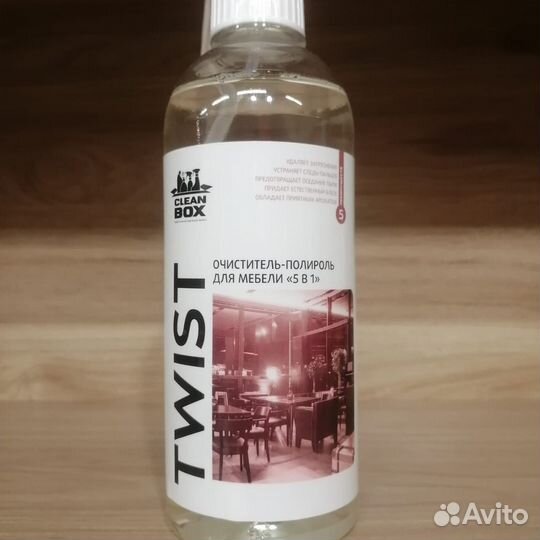 УДАЛЯЕТ ЗАГРЯЗНЕНИЯ
УСТРАНЯЕТ СЛЕДЫ ПАЛЬЦЕВ
ПРЕДОТВРАЩАЕТ ОСЕДАНИЕ ПЫЛИ
ПРИДАЕТ ЕСТЕСТВЕННЫЙ БЛЕСК
ОБЛАДАЕТ ПРИЯТНЫМ АРОМАТОМ
5
CLEAN
BOX
ОЧИСТИТЕЛЬ-ПОЛИРОЛЬ
ДЛЯ МЕБЕЛИ «5 В 1»
TWIST
Avito